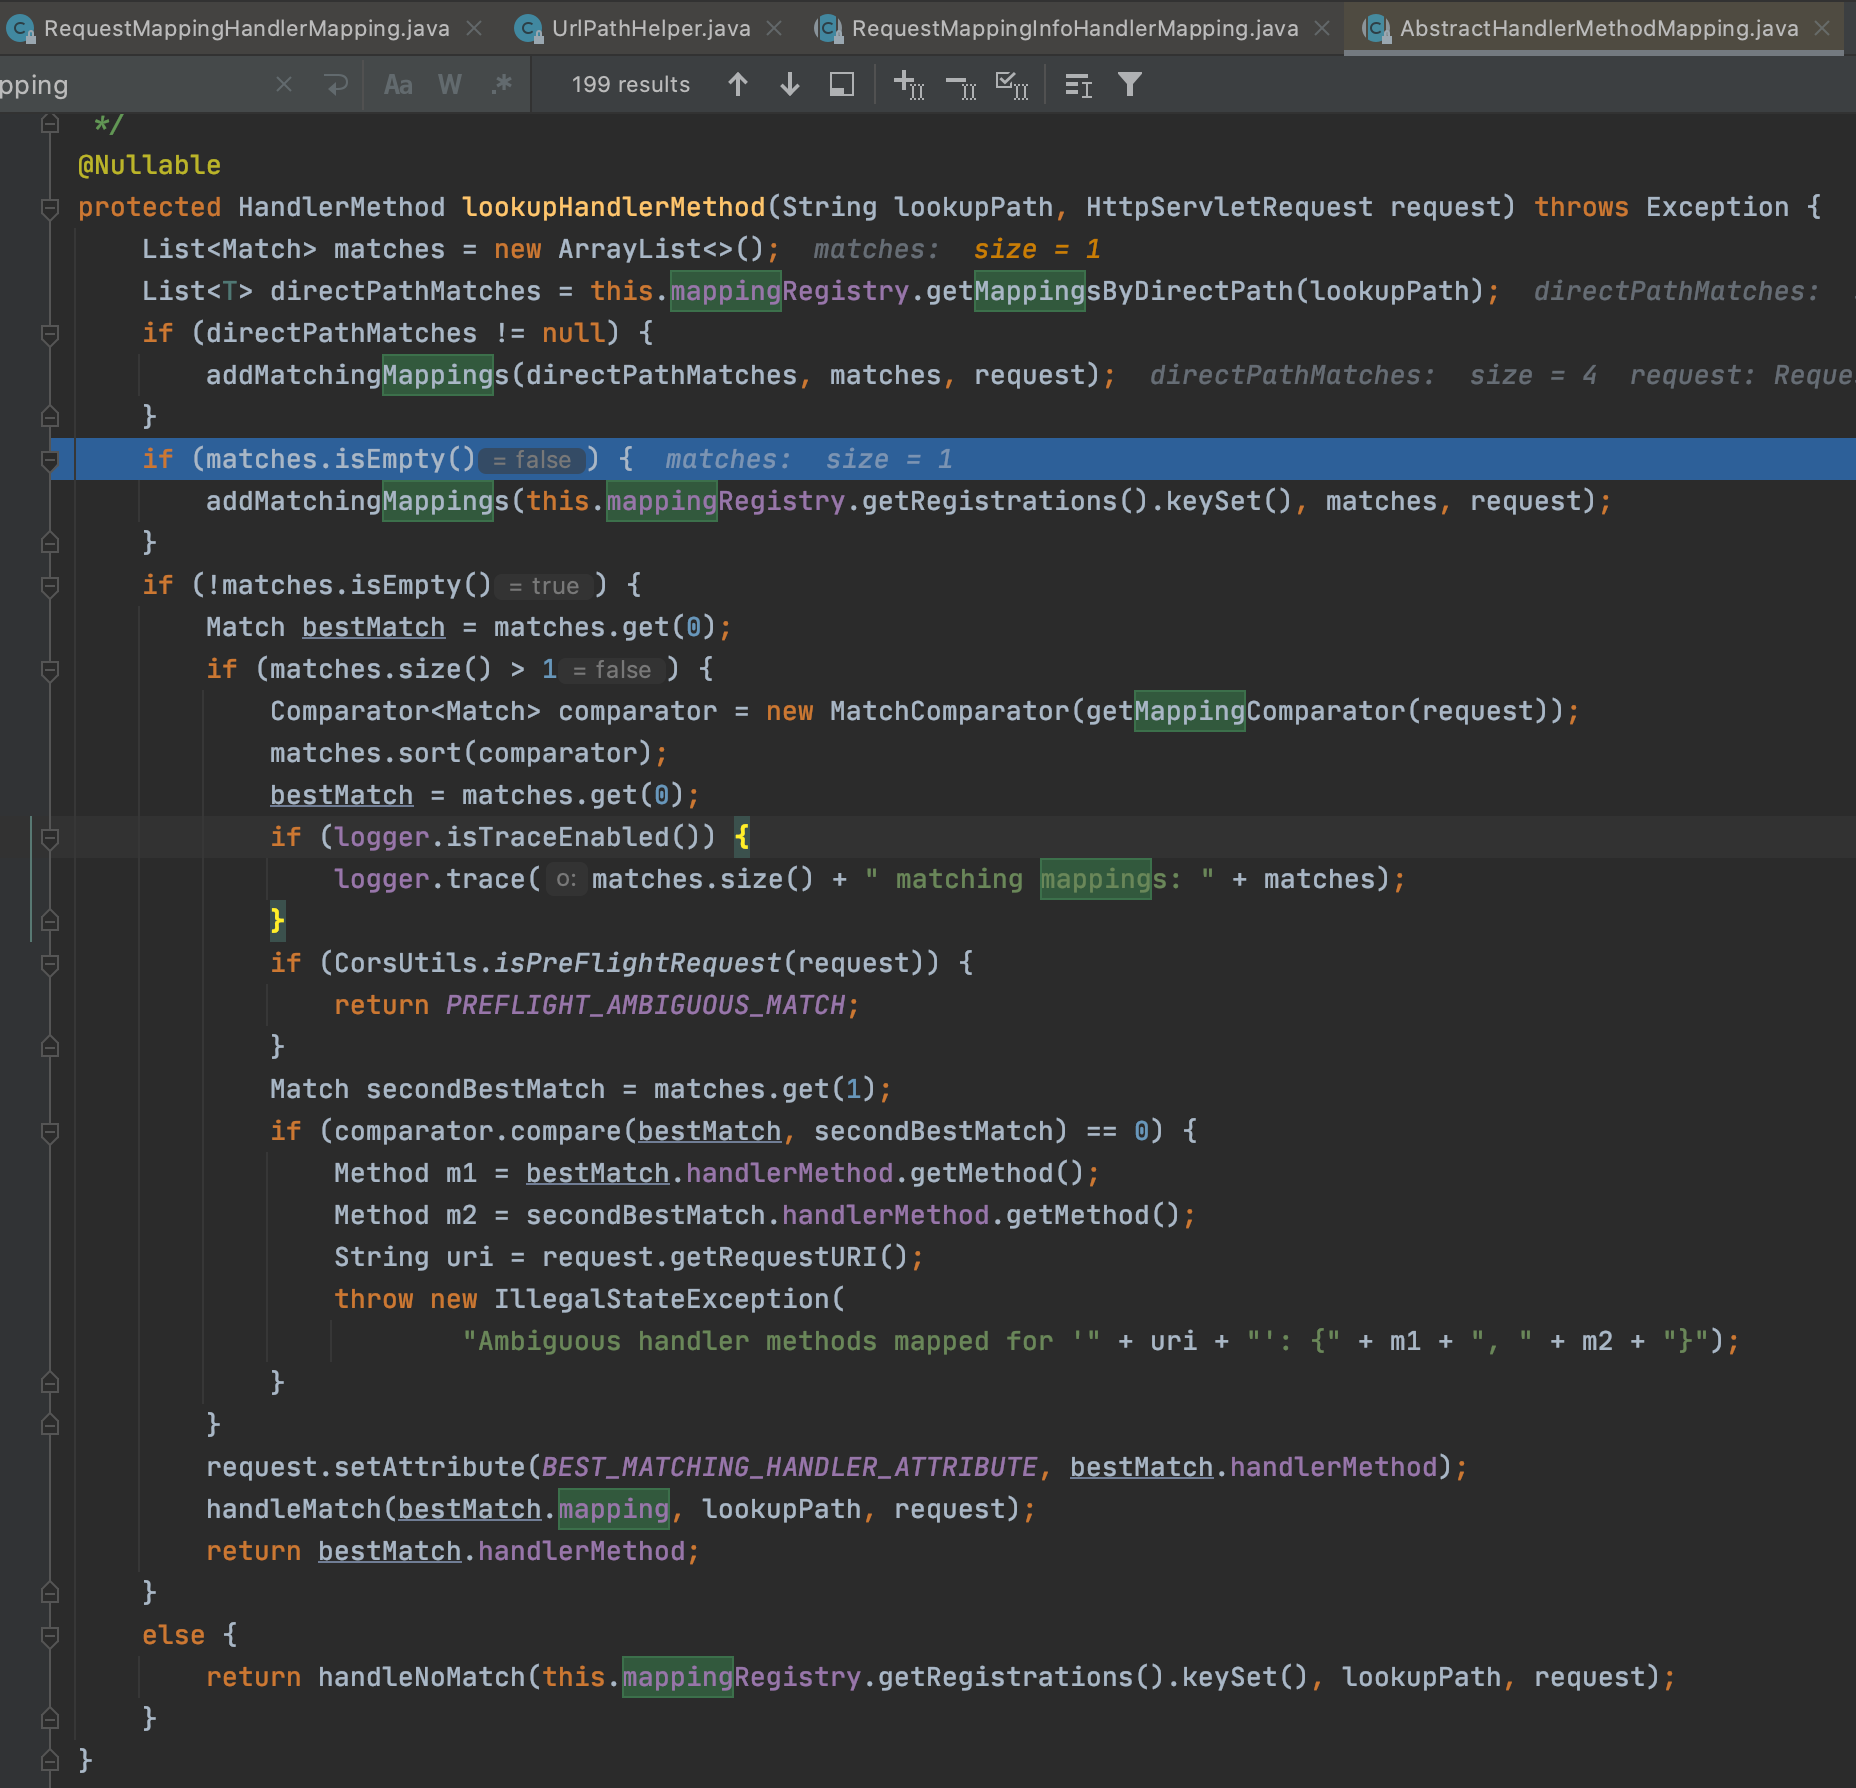 RequestMappingHandlerMapping.java UrlPathHelper.java RequestMappingInfoHandlerMapping.java AbstractHandlerMethodMapping.java
pping Aa W .* 199 results
*/
@Nullable
protected HandlerMethod lookupHandlerMethod(String lookupPath, HttpServletRequest request) throws Exception {
List<Match> matches = new ArrayList<>(); matches: size = 1
List<T> directPathMatches = this.mappingRegistry.getMappingsByDirectPath(lookupPath); directPathMatches:
if (directPathMatches != null) {
addMatchingMappings(directPathMatches, matches, request); directPathMatches: size = 4 request: Reque
}
if (matches.isEmpty() = false ) { matches: size = 1
addMatchingMappings(this.mappingRegistry.getRegistrations().keySet(), matches, request);
}
if (!matches.isEmpty() = true ) {
Match bestMatch = matches.get(0);
if (matches.size() > 1 = false ) {
Comparator<Match> comparator = new MatchComparator(getMappingComparator(request));
matches.sort(comparator);
bestMatch = matches.get(0);
if (logger.isTraceEnabled()) {
logger.trace( o: matches.size() + " matching mappings: " + matches);
}
if (CorsUtils.isPreFlightRequest(request)) {
return PREFLIGHT_AMBIGUOUS_MATCH;
}
Match secondBestMatch = matches.get(1);
if (comparator.compare(bestMatch, secondBestMatch) == 0) {
Method m1 = bestMatch.handlerMethod.getMethod();
Method m2 = secondBestMatch.handlerMethod.getMethod();
String uri = request.getRequestURI();
throw new IllegalStateException(
"Ambiguous handler methods mapped for '" + uri + "': {" + m1 + ", " + m2 + "}");
}
}
request.setAttribute(BEST_MATCHING_HANDLER_ATTRIBUTE, bestMatch.handlerMethod);
handleMatch(bestMatch.mapping, lookupPath, request);
return bestMatch.handlerMethod;
}
else {
return handleNoMatch(this.mappingRegistry.getRegistrations().keySet(), lookupPath, request);
}
}